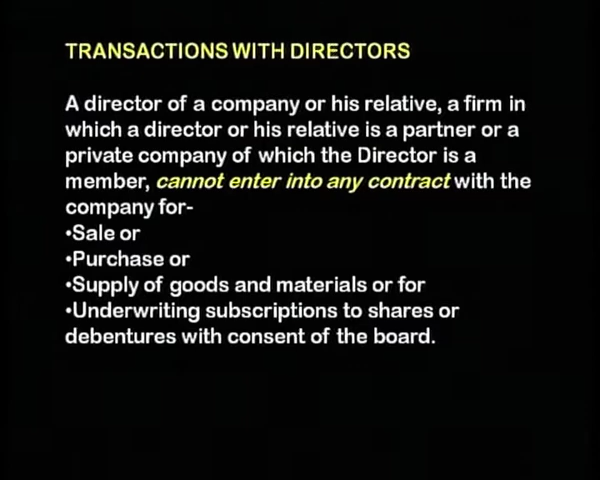 TRANSACTIONS WITH DIRECTORS
A director of a company or his relative, a firm in
which a director or his relative is a partner or a
private company of which the Director is a
member, cannot enter into any contract with the
company for-
•Sale or
•Purchase or
•Supply of goods and materials or for
•Underwriting subscriptions to shares or
debentures with consent of the board.